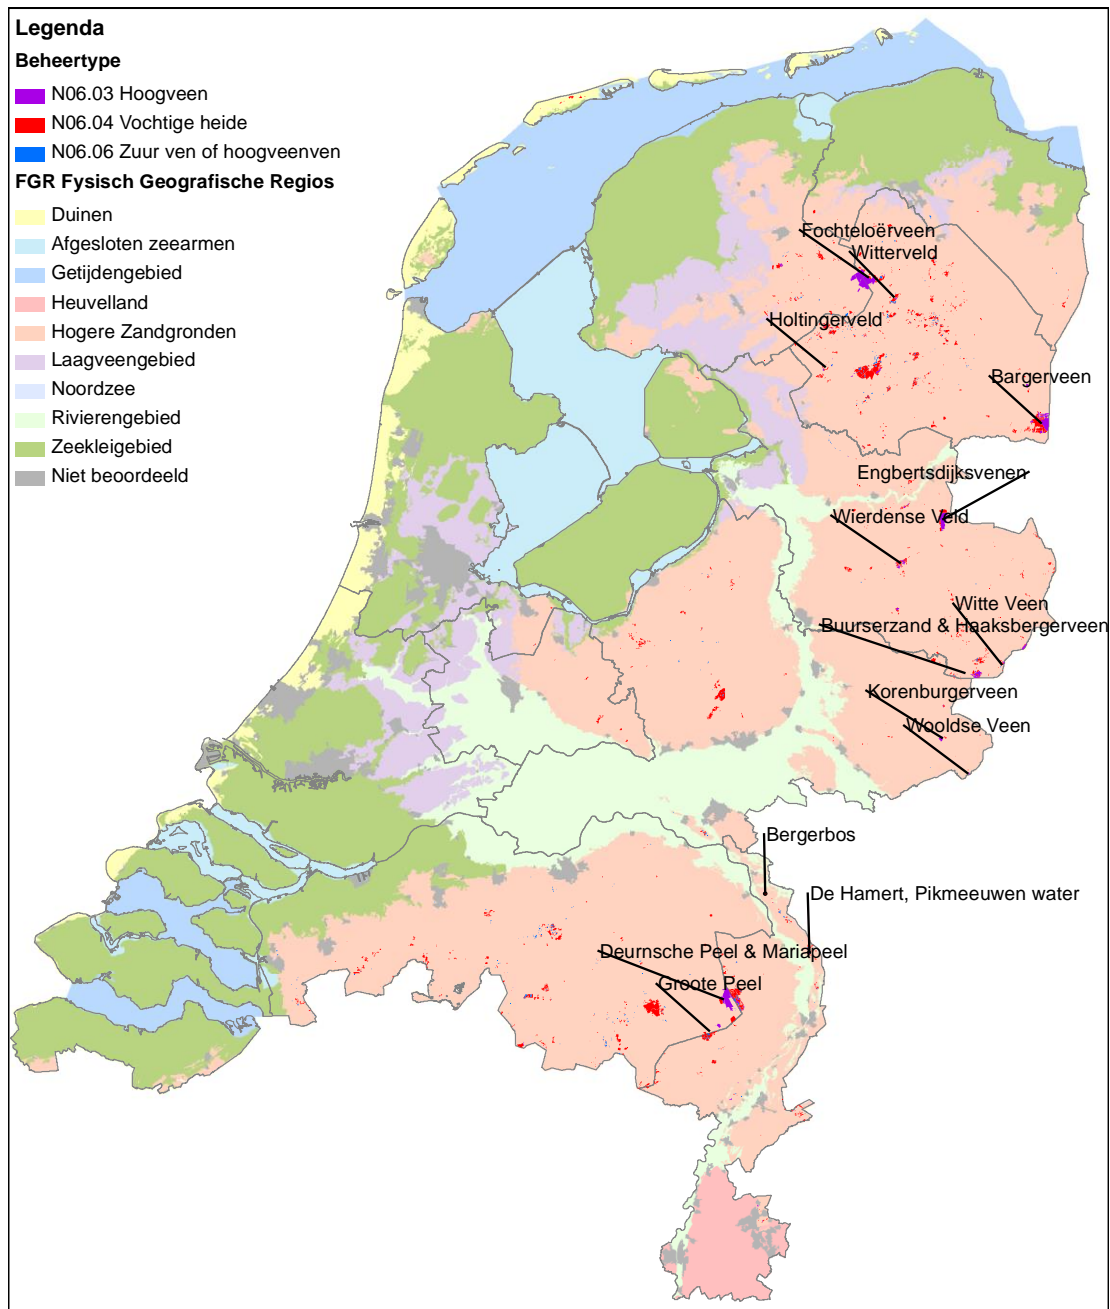 Legenda
Beheertype
N06.03 Hoogveen
N06.04 Vochtige heide
N06.06 Zuur ven of hoogveenven
FGR Fysisch Geografische Regios
Duinen
Afgesloten zeearmen
Getijdengebied
Heuvelland
Hogere Zandgronden
Laagveengebied
Noordzee
Rivierengebied
Zeekleigebied
Niet beoordeeld
Fochteloërveen
Witterveld
Holtingerveld
Bargerveen
Engbertsdijksvenen
Wierdense Veld
Witte Veen
Buurserzand & Haaksbergerveen
Korenburgerveen
Wooldse Veen
Bergerbos
De Hamert, Pikmeeuwen water
Deurnsche Peel & Mariapeel
Groote Peel